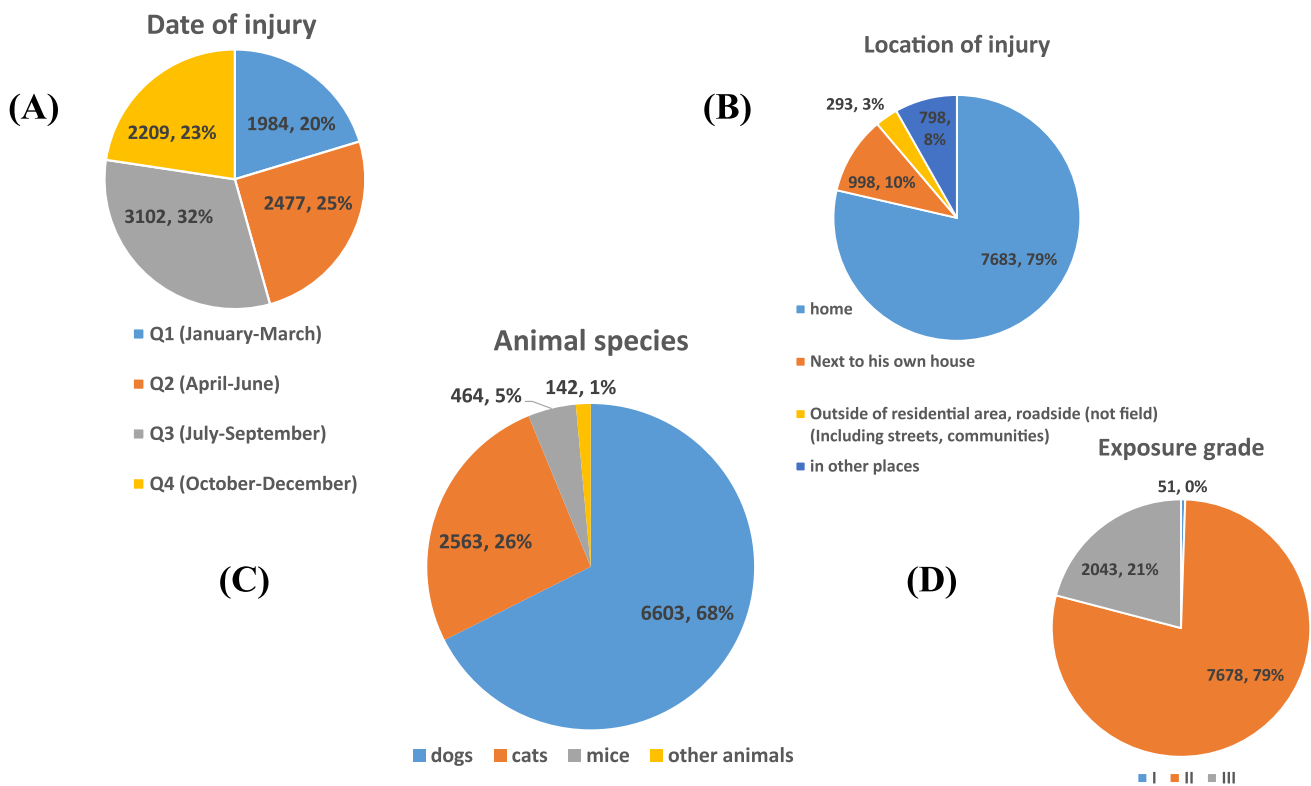 (A)
Date of injury
1984, 20%
2477, 25%
3102, 32%
2209, 23%
Q1 (January-March)
Q2 (April-June)
Q3 (July-September)
Q4 (October-December)
(B)
Location of injury
293, 3%
798,
8%
998, 10%
7683, 79%
home
Next to his own house
Outside of residential area, roadside (not field)
(Including streets, communities)
in other places
(C)
Animal species
464, 5%
142, 1%
2563, 26%
6603, 68%
dogs cats mice other animals
(D)
Exposure grade
51, 0%
2043, 21%
7678, 79%
I II III